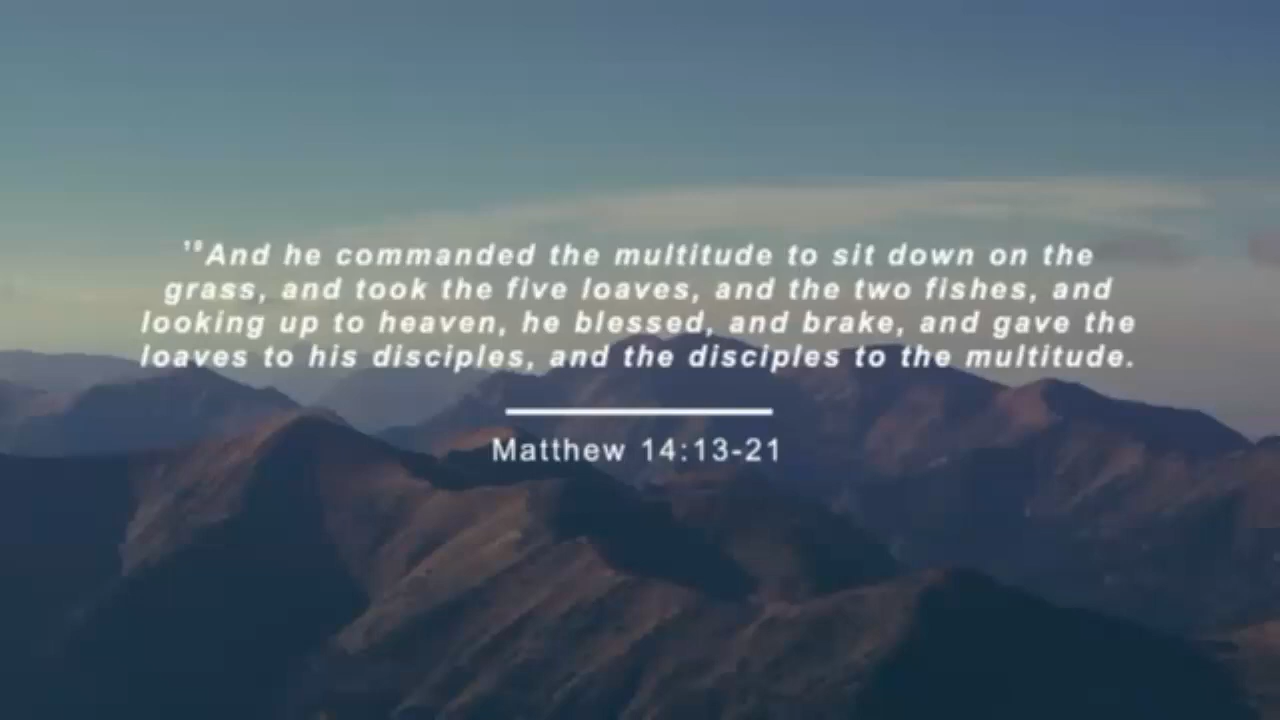 ¹⁹And he commanded the multitude to sit down on the
grass, and took the five loaves, and the two fishes, and
looking up to heaven, he blessed, and brake, and gave the
loaves to his disciples, and the disciples to the multitude.
Matthew 14:13-21